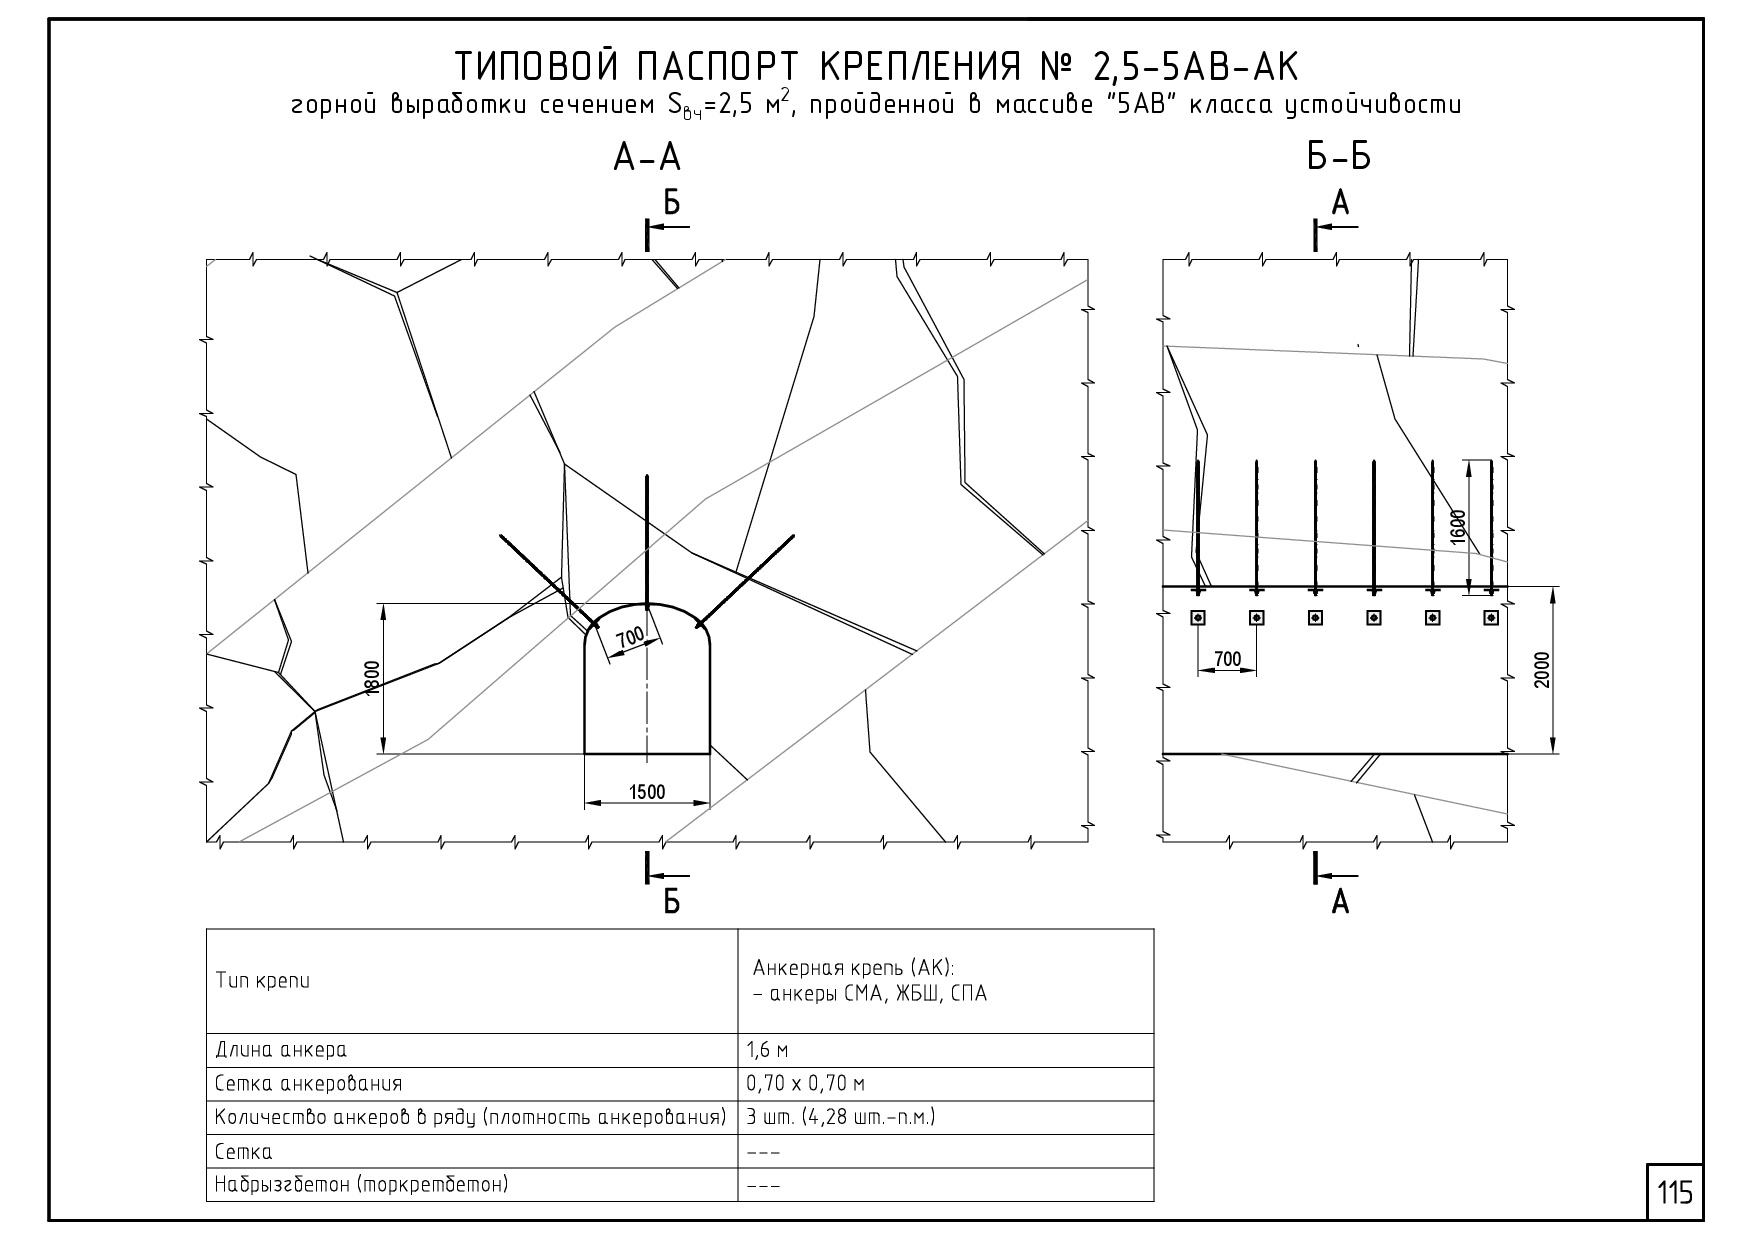 ТИПОВОЙ ПАСПОРТ КРЕПЛЕНИЯ № 2,5-5АВ-АК
горной выработки сечением Sвч=2,5 м², пройденной в массиве "5АВ" класса устойчивости
А-А
Б-Б
Б
А
1600
700
1800
700
2000
1500
Б
А
Тип крепи
Анкерная крепь (АК):
- анкеры СМА, ЖБШ, СПА
Длина анкера
1,6 м
Сетка анкерования
0,70 х 0,70 м
Количество анкеров в ряду (плотность анкерования)
3 шт. (4,28 шт.-п.м.)
Сетка
---
Набрызгбетон (торкретбетон)
---
115